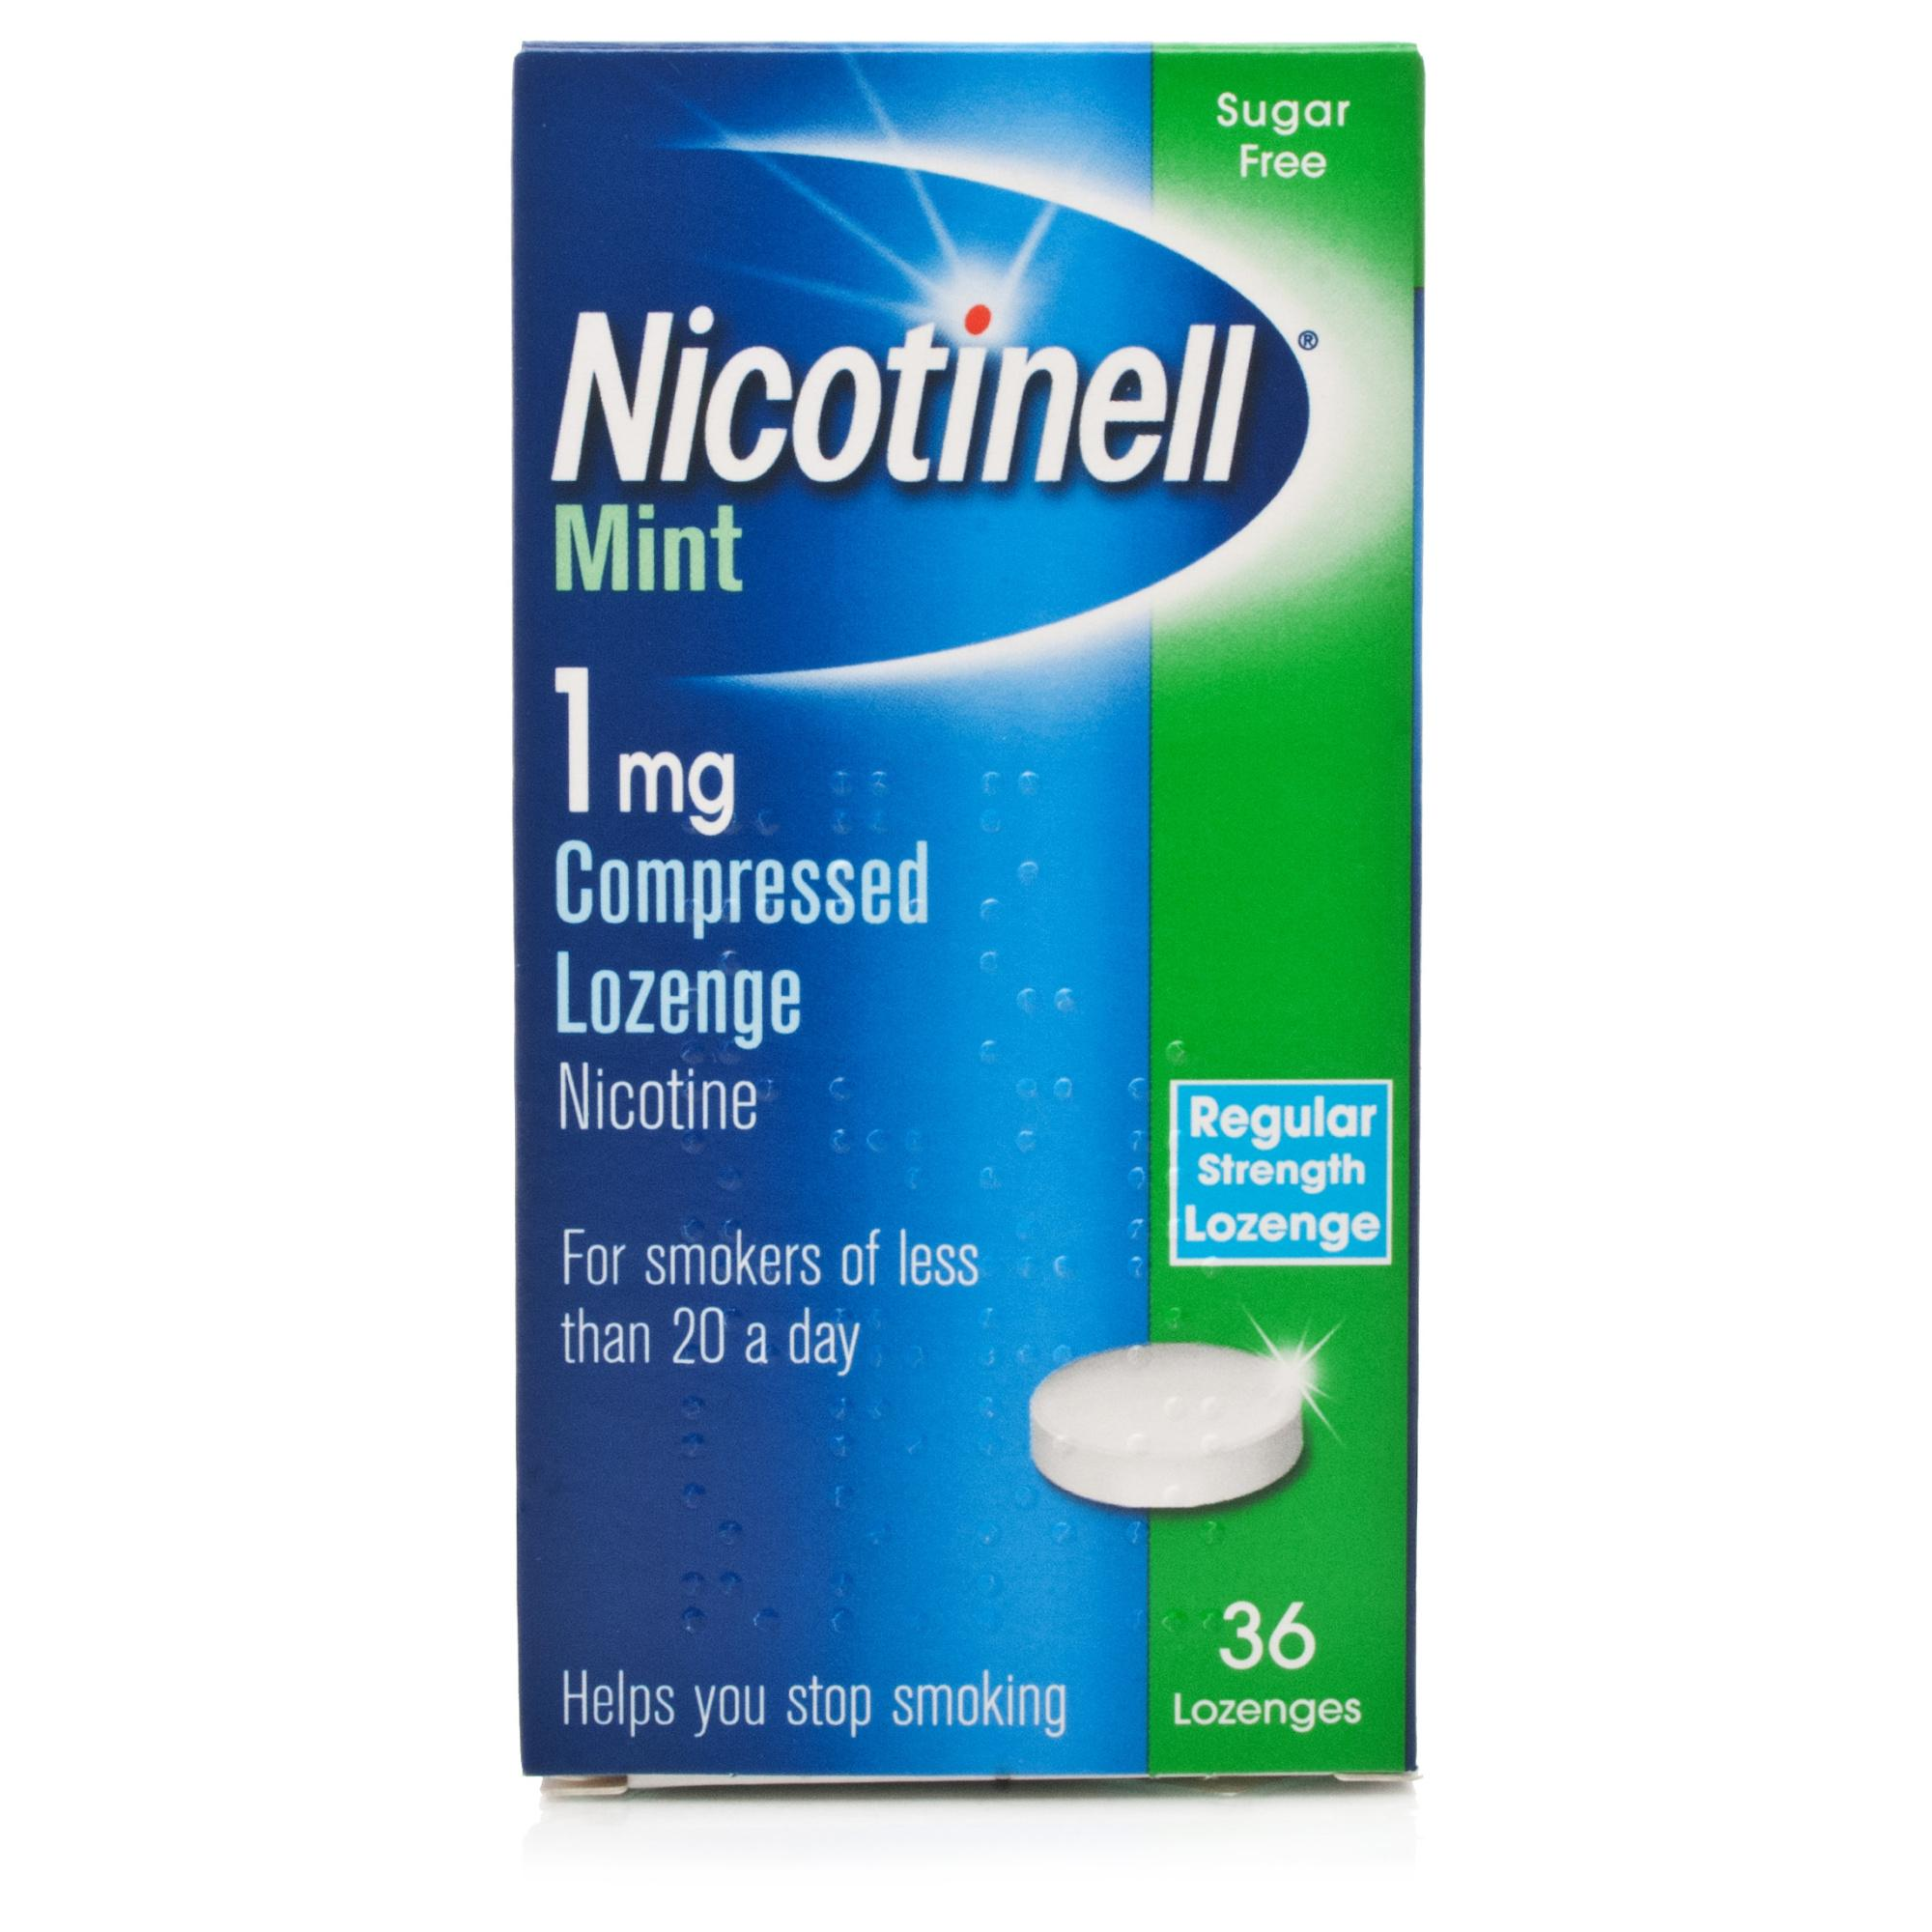 Sugar
Free
Nicotinell®
Mint
1 mg
Compressed
Lozenge
Nicotine
Regular
Strength
Lozenge
For smokers of less
than 20 a day
36
Lozenges
Helps you stop smoking